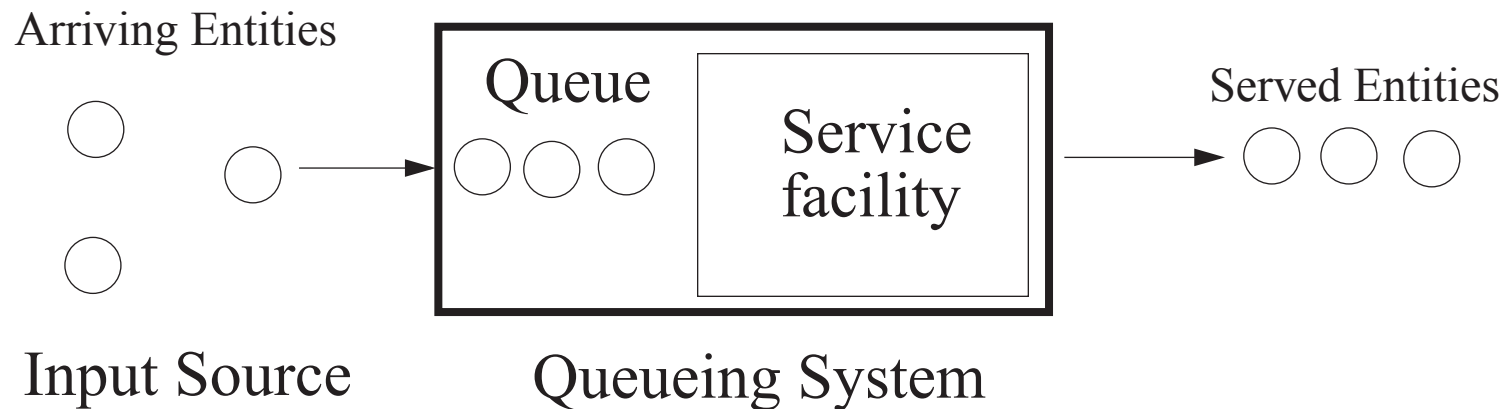 Arriving Entities
Queue
Service
facility
Served Entities
Input Source
Queueing System